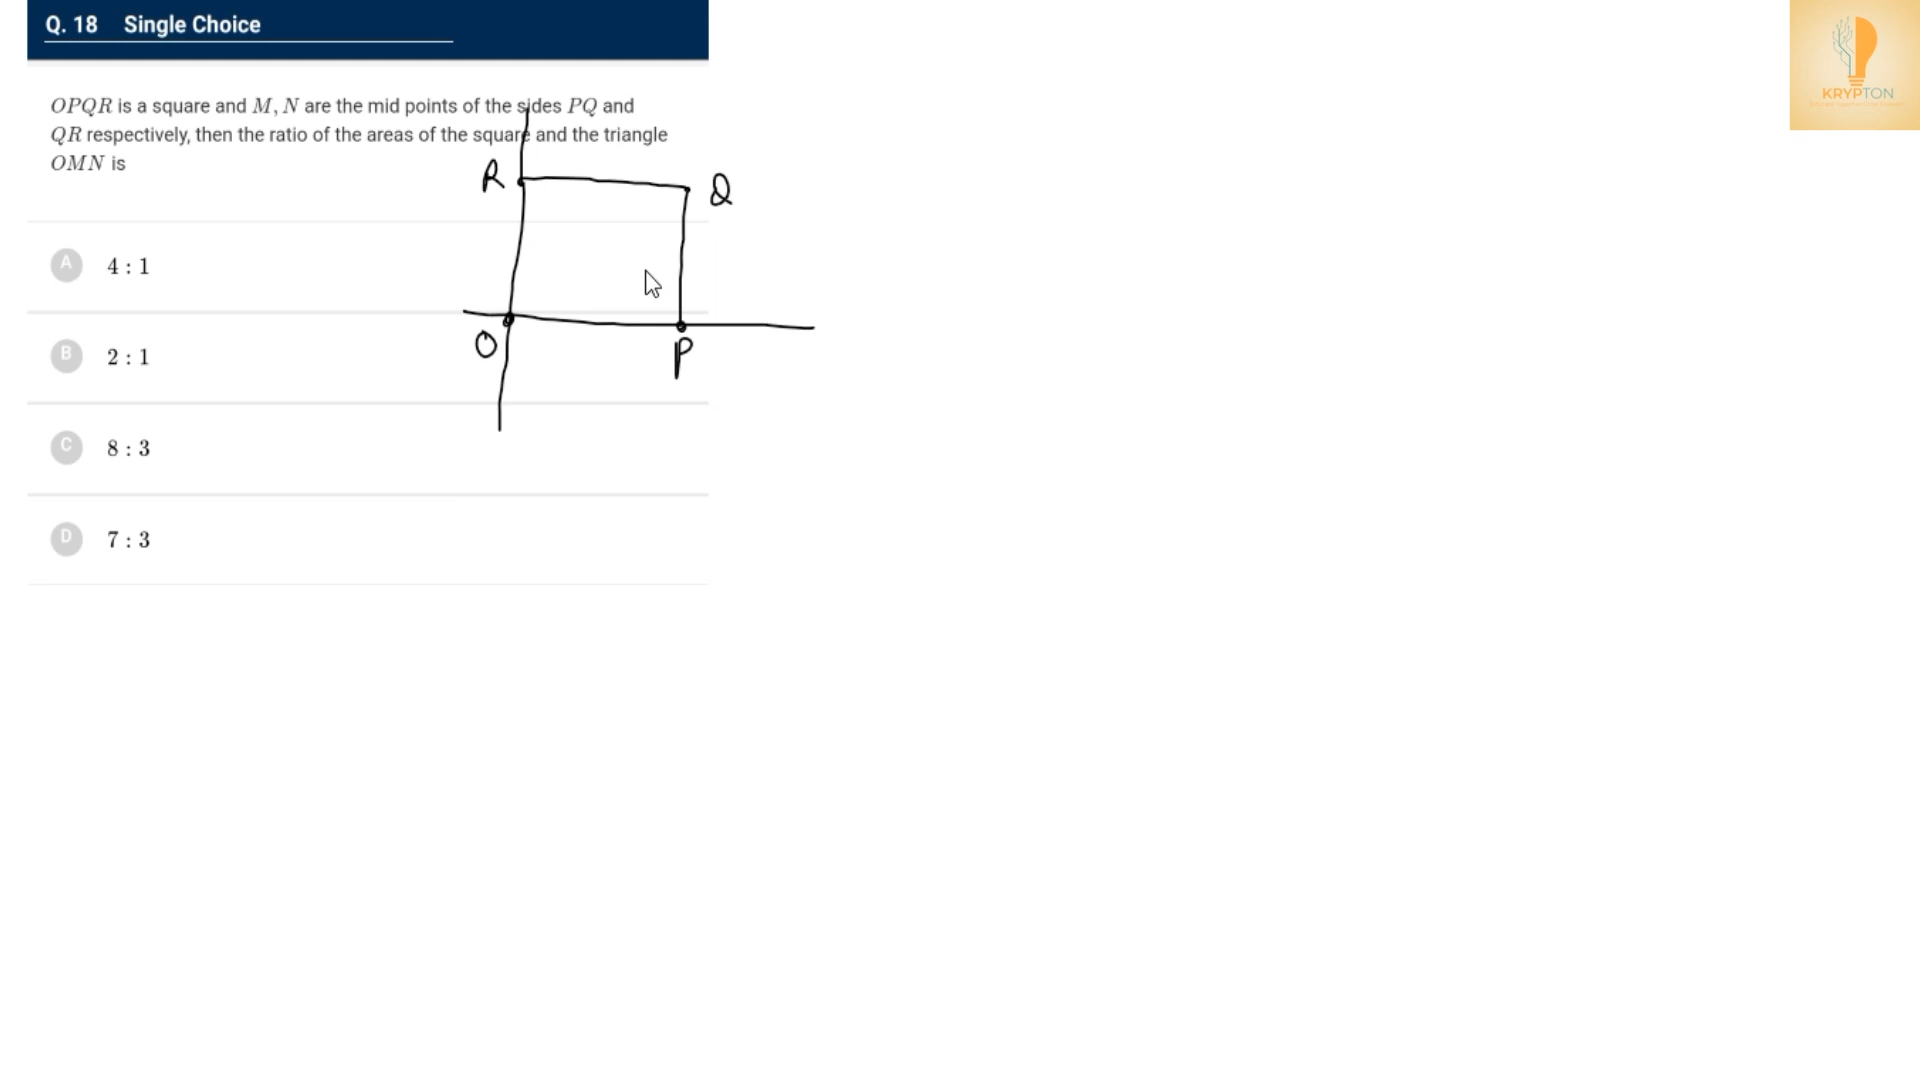 Q. 18 Single Choice
OPQR is a square and M, N are the mid points of the sides PQ and
QR respectively, then the ratio of the areas of the square and the triangle
OMN is
R
Q
A 4 : 1
O
P
B 2 : 1
C 8 : 3
D 7 : 3
KRYPTON